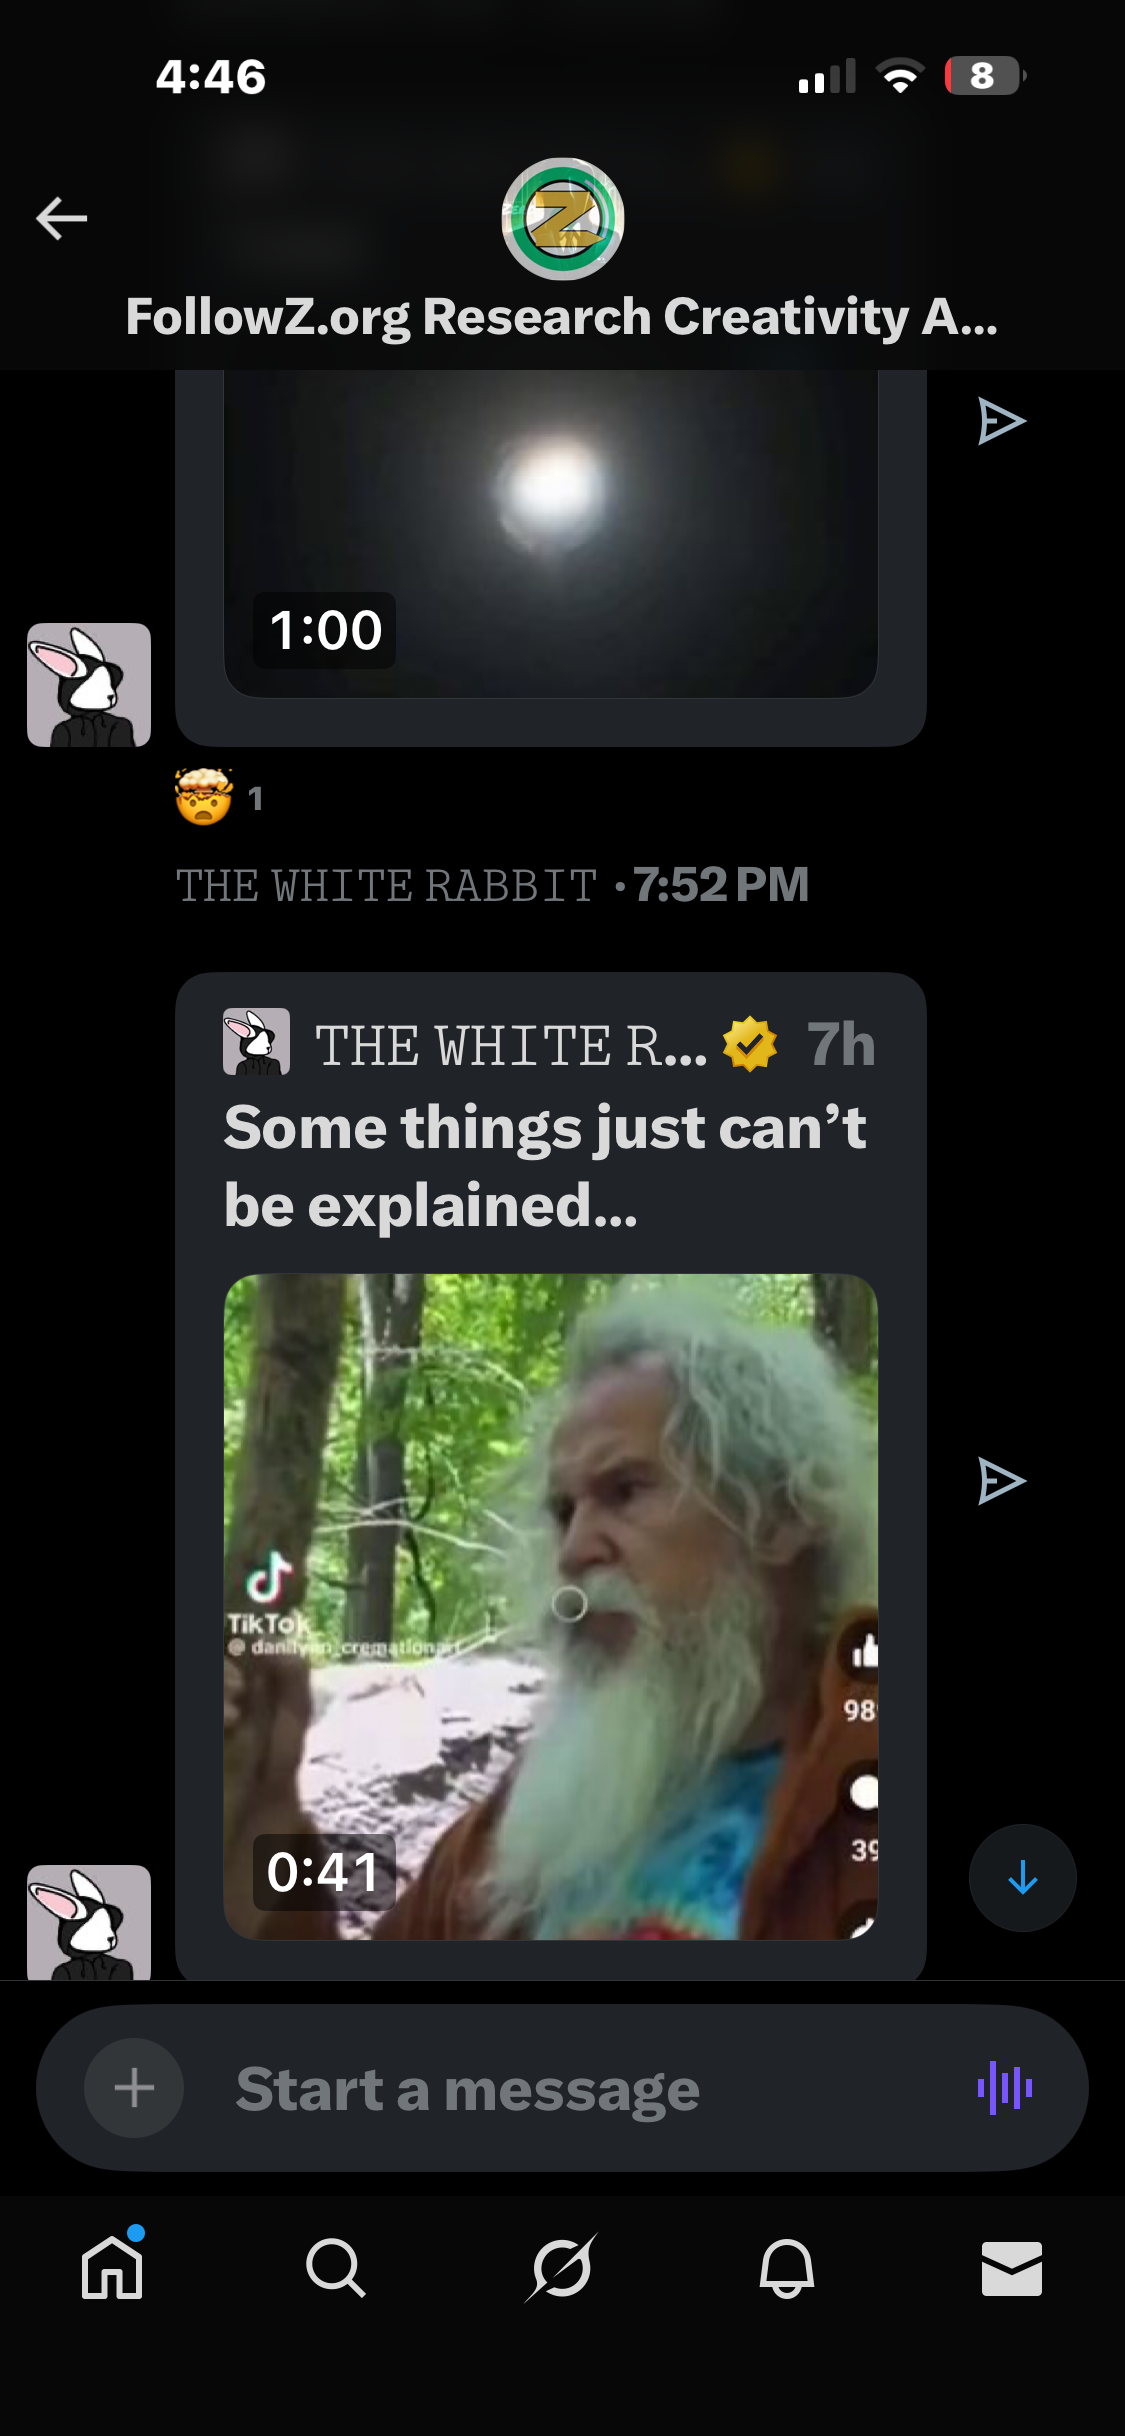 4:46
8
Z
FollowZ.org Research Creativity A...
1:00
1
THE WHITE RABBIT · 7:52 PM
THE WHITE R... 7h
Some things just can't
be explained...
TikTok
98
39
0:41
Start a message